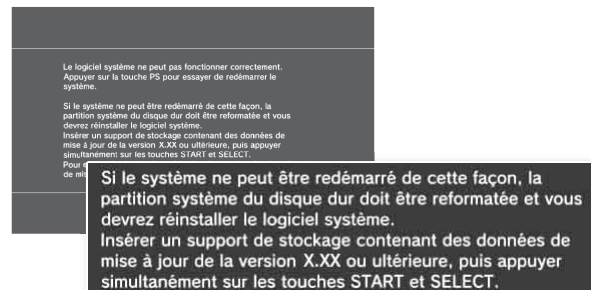 Le logiciel système ne peut pas fonctionner correctement.
Appuyer sur la touche PS pour essayer de redémarrer le
système.
Si le système ne peut être redémarré de cette façon, la
partition système du disque dur doit être reformatée et vous
devrez réinstaller le logiciel système.
Insérer un support de stockage contenant des données de
mise à jour de la version X.XX ou ultérieure, puis appuyer
simultanément sur les touches START et SELECT.
Pour
de
Si le système ne peut être redémarré de cette façon, la
partition système du disque dur doit être reformatée et vous
devrez réinstaller le logiciel système.
Insérer un support de stockage contenant des données de
mise à jour de la version X.XX ou ultérieure, puis appuyer
simultanément sur les touches START et SELECT.